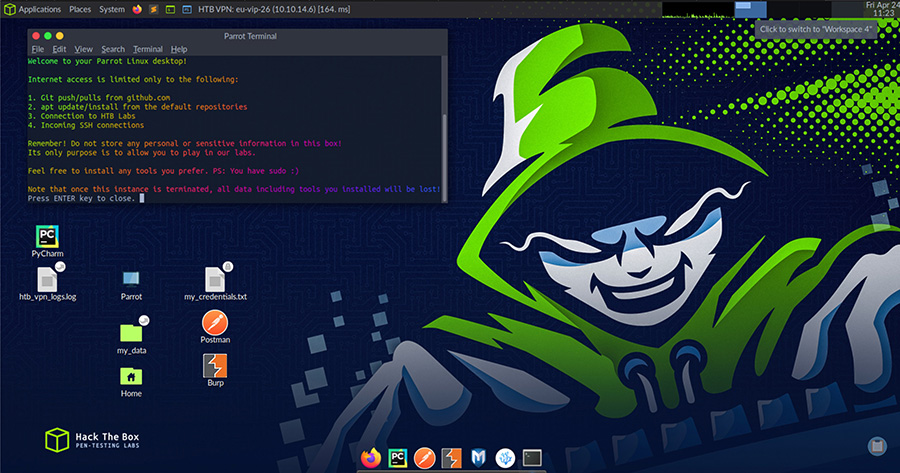 Applications Places System HTB VPN: eu-vip-26 (10.10.14.6) [164. ms] Fri Apr 24
11:23
Click to switch to "Workspace 4"
Parrot Terminal
File Edit View Search Terminal Help
Welcome to your Parrot Linux desktop!
Internet access is limited only to the following:
1. Git push/pulls from github.com
2. apt update/install from the default repositories
3. Connection to HTB Labs
4. Incoming SSH connections
Remember! Do not store any personal or sensitive information in this box!
Its only purpose is to allow you to play in our labs.
Feel free to install any tools you prefer. PS: You have sudo :)
Note that once this instance is terminated, all data including tools you installed will be lost!
Press ENTER key to close.
PC
PyCharm
htb_vpn_logs.log
Parrot
my_credentials.txt
my_data
Postman
Home
Burp
Hack The Box
PEN-TESTING LABS
PC